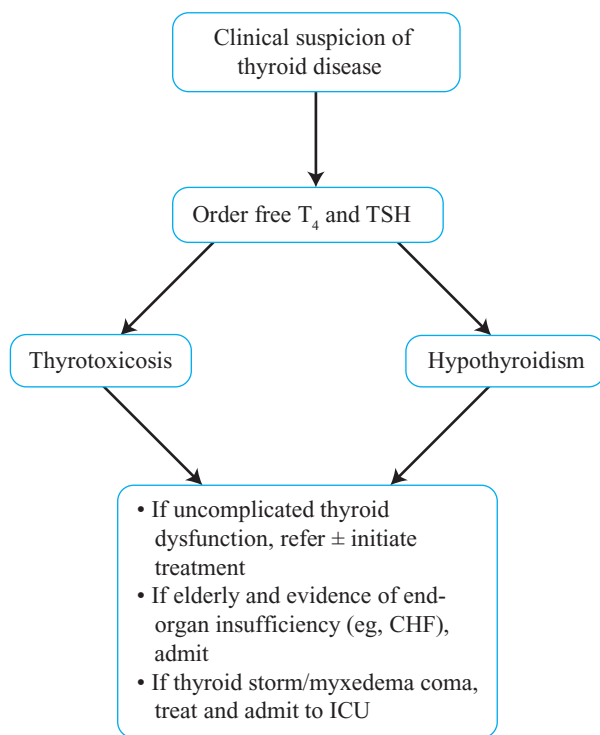 Clinical suspicion of
thyroid disease
Order free T₄ and TSH
Thyrotoxicosis
Hypothyroidism
• If uncomplicated thyroid
dysfunction, refer ± initiate
treatment
• If elderly and evidence of end-
organ insufficiency (eg, CHF),
admit
• If thyroid storm/myxedema coma,
treat and admit to ICU